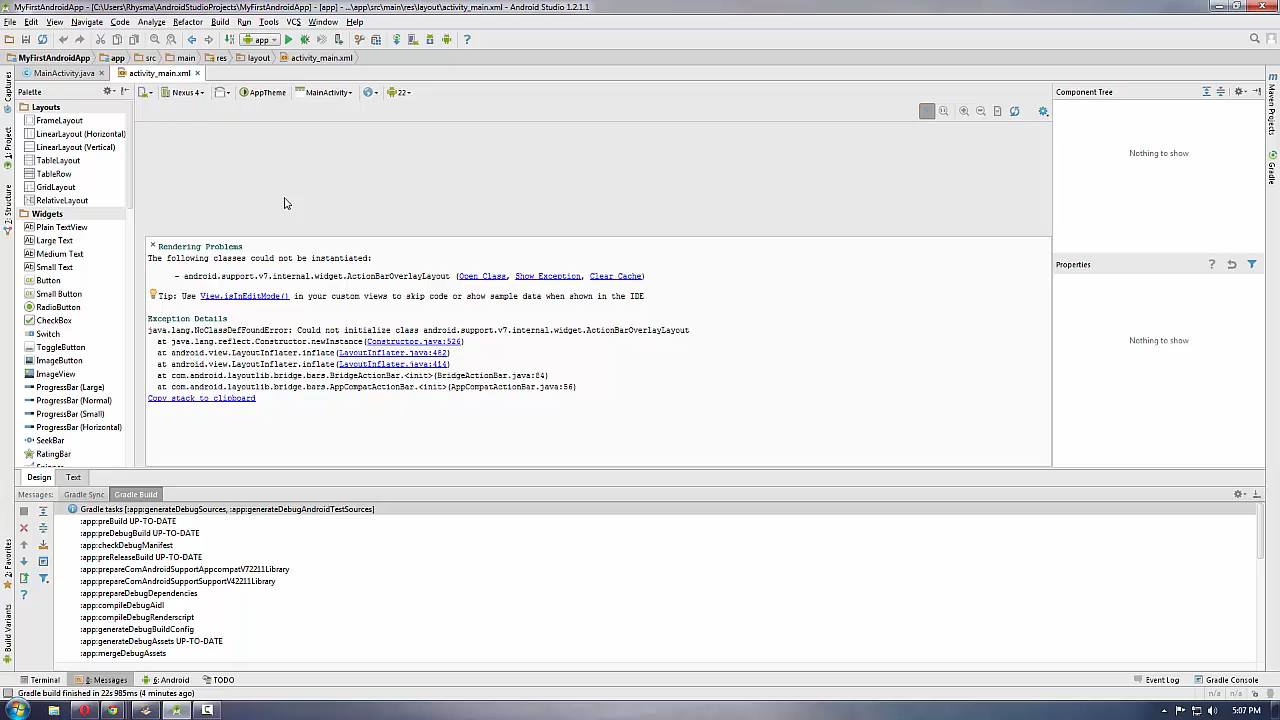 MyFirstAndroidApp - [C:\Users\Rhysma\AndroidStudioProjects\MyFirstAndroidApp] - [app] - ...\app\src\main\res\layout\activity_main.xml - Android Studio 1.2.1.1
File Edit View Navigate Code Analyze Refactor Build Run Tools VCS Window Help
app
MyFirstAndroidApp app src main res layout activity_main.xml
MainActivity.java activity_main.xml
Palette Nexus 4 AppTheme MainActivity 22 Component Tree
Layouts
FrameLayout
LinearLayout (Horizontal)
LinearLayout (Vertical)
TableLayout
TableRow
GridLayout
RelativeLayout
Widgets
Plain TextView
Large Text
Medium Text
Small Text
Button
Small Button
RadioButton
CheckBox
Switch
ToggleButton
ImageButton
ImageView
ProgressBar (Large)
ProgressBar (Normal)
ProgressBar (Small)
ProgressBar (Horizontal)
SeekBar
RatingBar
Rendering Problems
The following classes could not be instantiated:
- android.support.v7.internal.widget.ActionBarOverlayLayout (Open Class, Show Exception, Clear Cache)
Tip: Use View.isInEditMode() in your custom views to skip code or show sample data when shown in the IDE
Exception Details
java.lang.NoClassDefFoundError: Could not initialize class android.support.v7.internal.widget.ActionBarOverlayLayout
at java.lang.reflect.Constructor.newInstance(Constructor.java:526)
at android.view.LayoutInflater.inflate(LayoutInflater.java:482)
at android.view.LayoutInflater.inflate(LayoutInflater.java:414)
at com.android.layoutlib.bridge.bars.BridgeActionBar.<init>(BridgeActionBar.java:84)
at com.android.layoutlib.bridge.bars.AppCompatActionBar.<init>(AppCompatActionBar.java:56)
Copy stack to clipboard
Nothing to show
Properties
Nothing to show
Captures
1: Project
7: Structure
2: Favorites
Build Variants
Maven Projects
Gradle
Design Text
Messages: Gradle Sync Gradle Build
Gradle tasks [:app:generateDebugSources, :app:generateDebugAndroidTestSources]
:app:preBuild UP-TO-DATE
:app:preDebugBuild UP-TO-DATE
:app:checkDebugManifest
:app:preReleaseBuild UP-TO-DATE
:app:prepareComAndroidSupportAppcompatV72211Library
:app:prepareComAndroidSupportSupportV42211Library
:app:prepareDebugDependencies
:app:compileDebugAidl
:app:compileDebugRenderscript
:app:generateDebugBuildConfig
:app:generateDebugAssets UP-TO-DATE
:app:mergeDebugAssets
Terminal 0: Messages 6: Android TODO Event Log Gradle Console
Gradle build finished in 22s 985ms (4 minutes ago) n/a n/a
5:07 PM